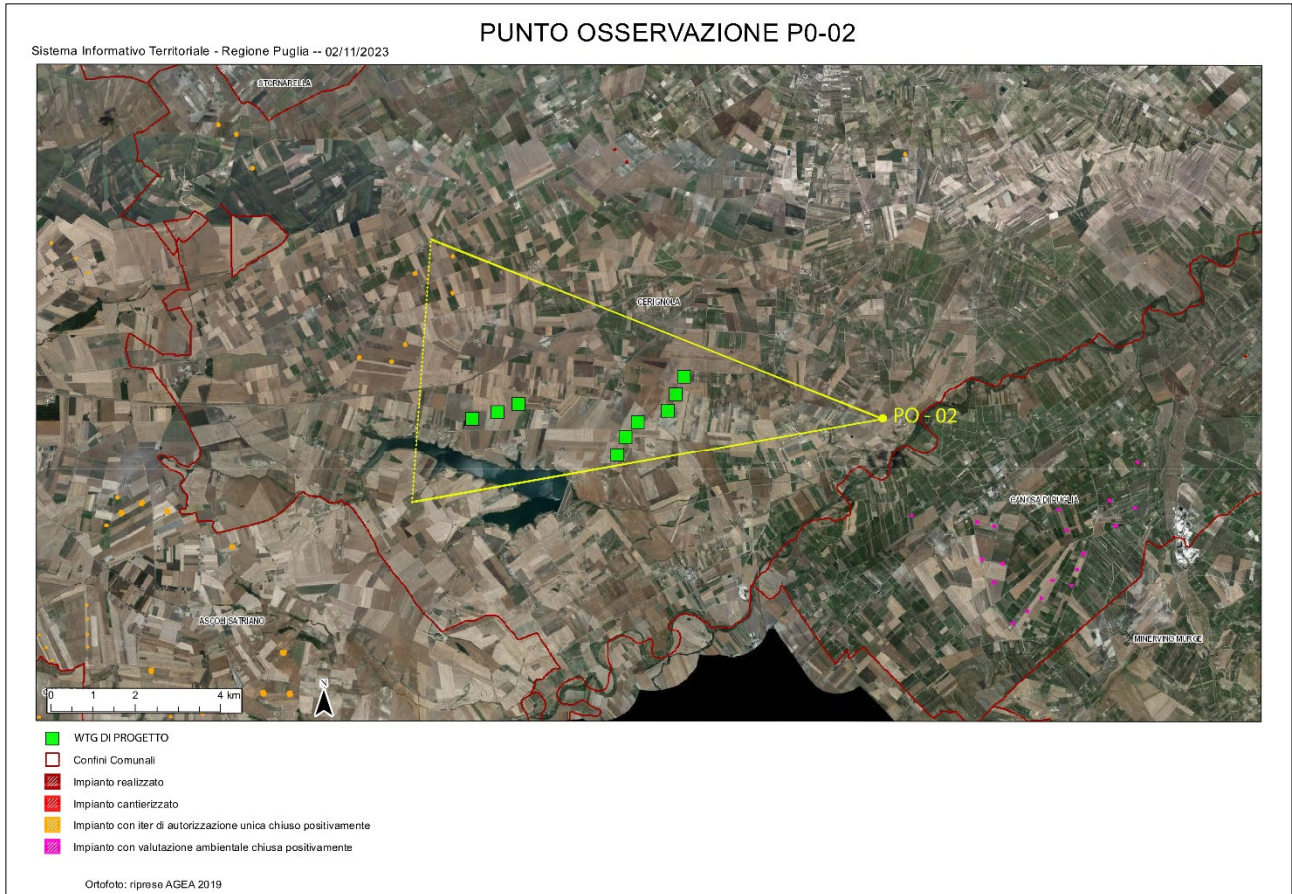 PUNTO OSSERVAZIONE P0-02
Sistema Informativo Territoriale - Regione Puglia -- 02/11/2023
STORNARELLA
CERIGNOLA
PO - 02
CANOSA DI PUGLIA
ASCOLI SATRIANO
MINERVINO MURGE
N
0 1 2 4 km
WTG DI PROGETTO
Confini Comunali
Impianto realizzato
Impianto cantierizzato
Impianto con iter di autorizzazione unica chiuso positivamente
Impianto con valutazione ambientale chiusa positivamente
Ortofoto: riprese AGEA 2019